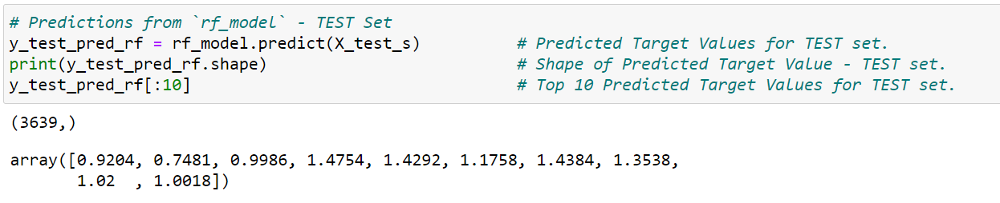 # Predictions from `rf_model` - TEST Set
y_test_pred_rf = rf_model.predict(X_test_s) # Predicted Target Values for TEST set.
print(y_test_pred_rf.shape) # Shape of Predicted Target Value - TEST set.
y_test_pred_rf[:10] # Top 10 Predicted Target Values for TEST set.
(3639,)
array([0.9204, 0.7481, 0.9986, 1.4754, 1.4292, 1.1758, 1.4384, 1.3538,
1.02  , 1.0018])